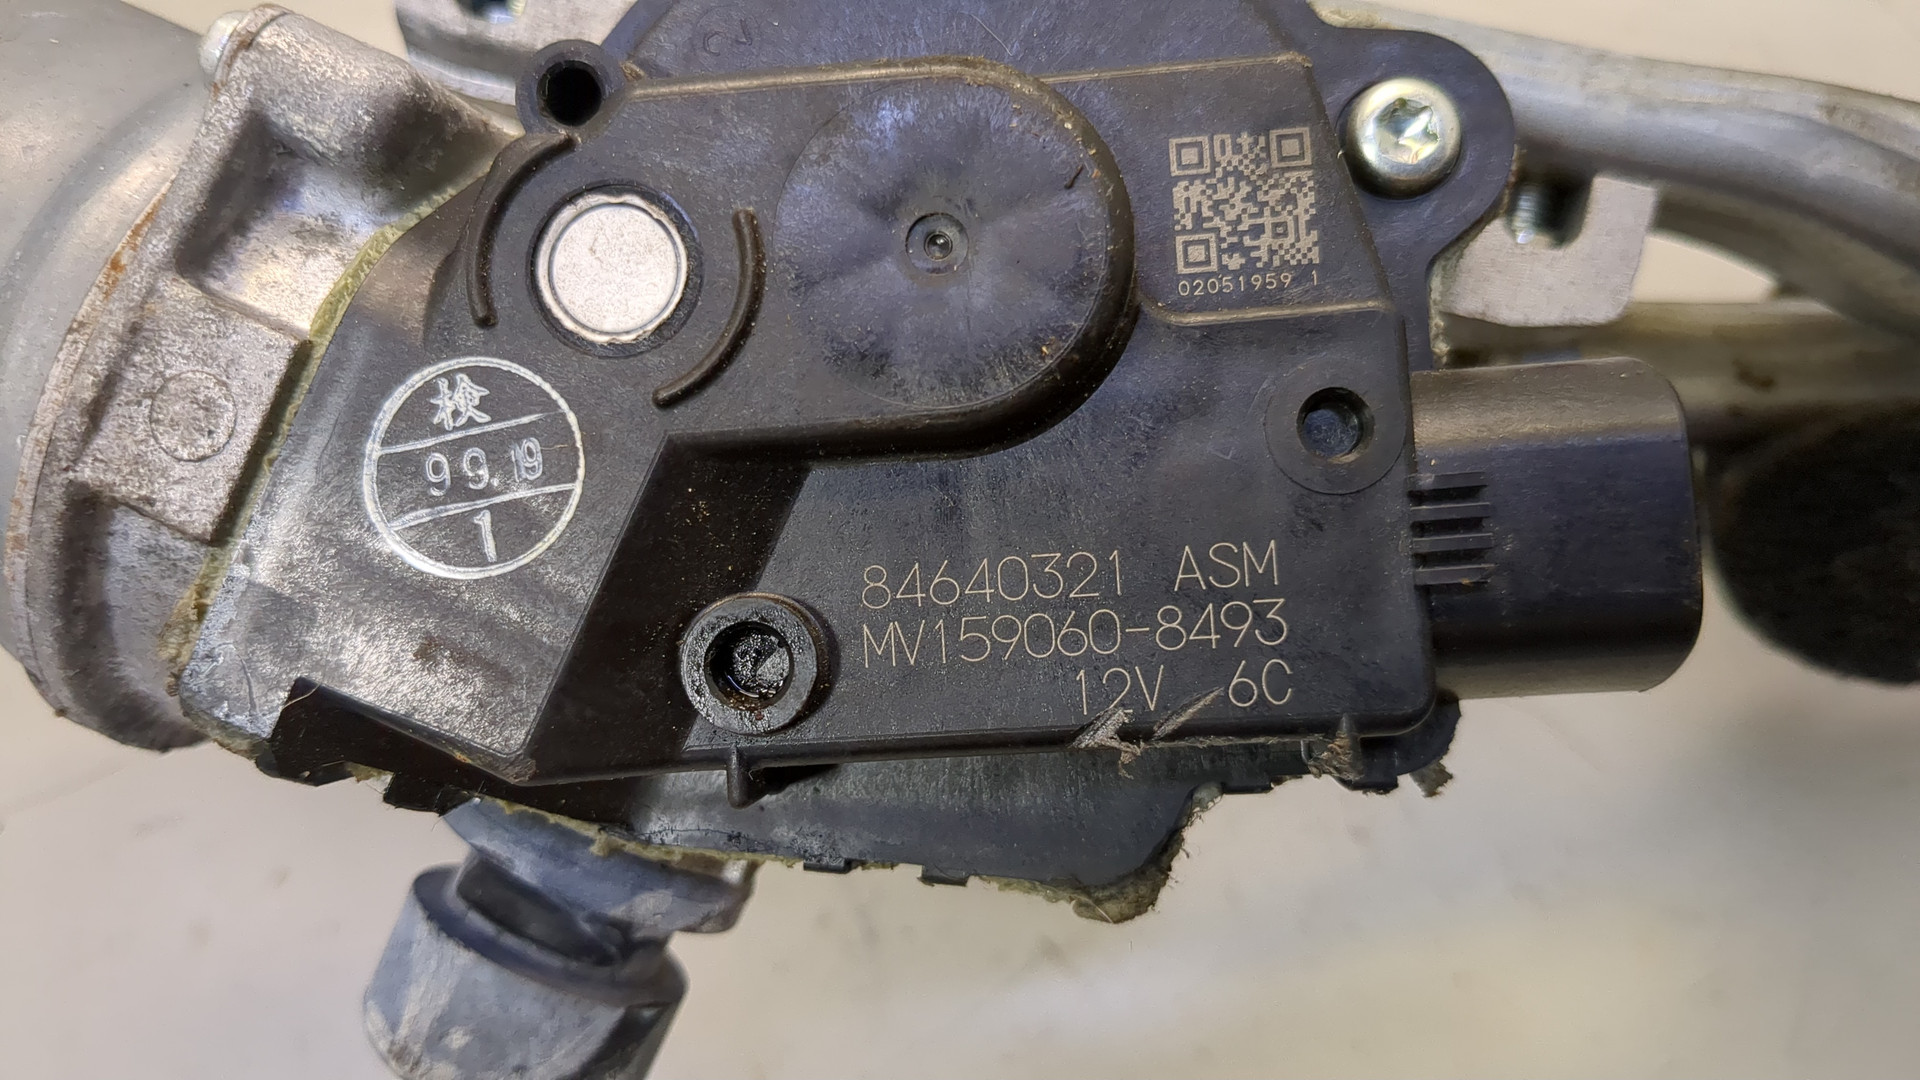 02051959 1
検
99.19
1
84640321 ASM
MV159060-8493
12V 6C